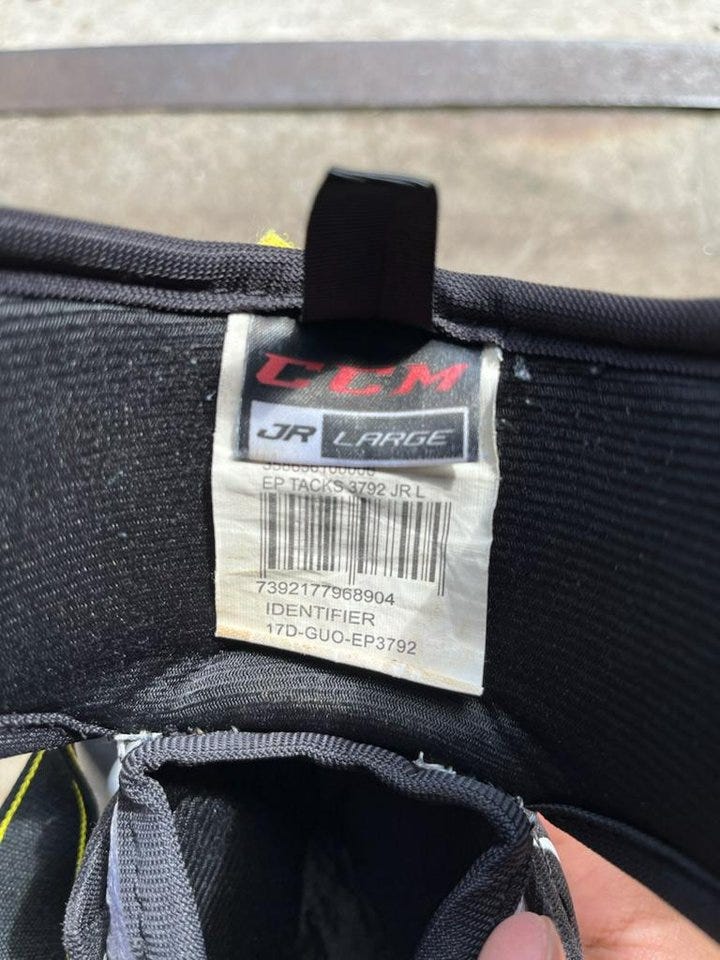 CCM
JR LARGE
EP TACKS 3792 JR L
7392177968904
IDENTIFIER
17D-GUO-EP3792